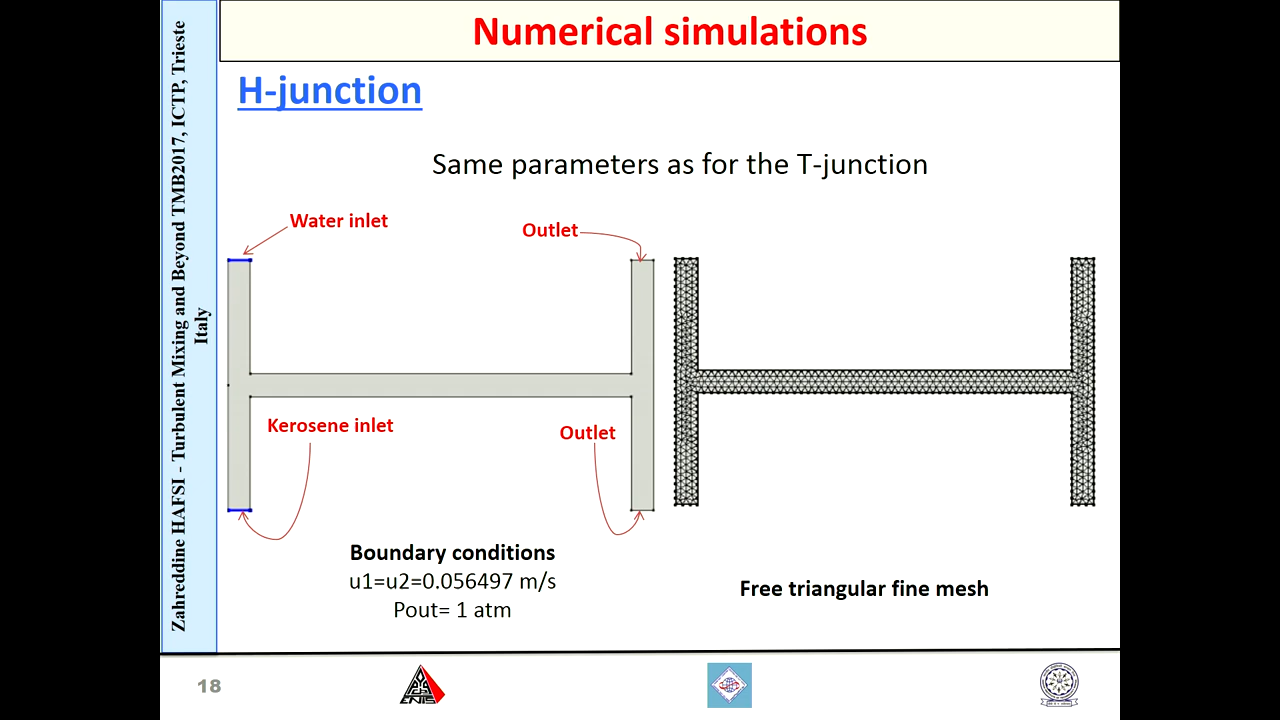 Numerical simulations
H-junction
Same parameters as for the T-junction
Water inlet
Outlet
Kerosene inlet
Outlet
Boundary conditions
u1=u2=0.056497 m/s
Pout= 1 atm
Free triangular fine mesh
Zahreddine HAFSI - Turbulent Mixing and Beyond TMB2017, ICTP, Trieste
Italy
18
ENIS